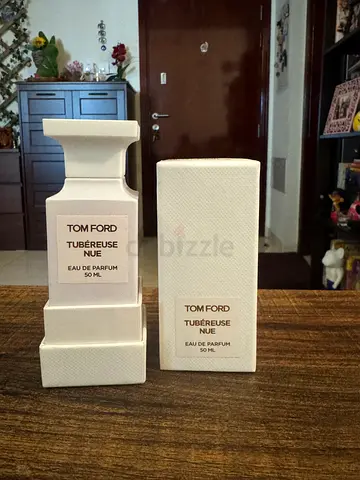 TOM FORD
TUBÉREUSE
NUE
EAU DE PARFUM
50 ML
TOM FORD
TUBÉREUSE
NUE
EAU DE PARFUM
50 ML
dubizzle